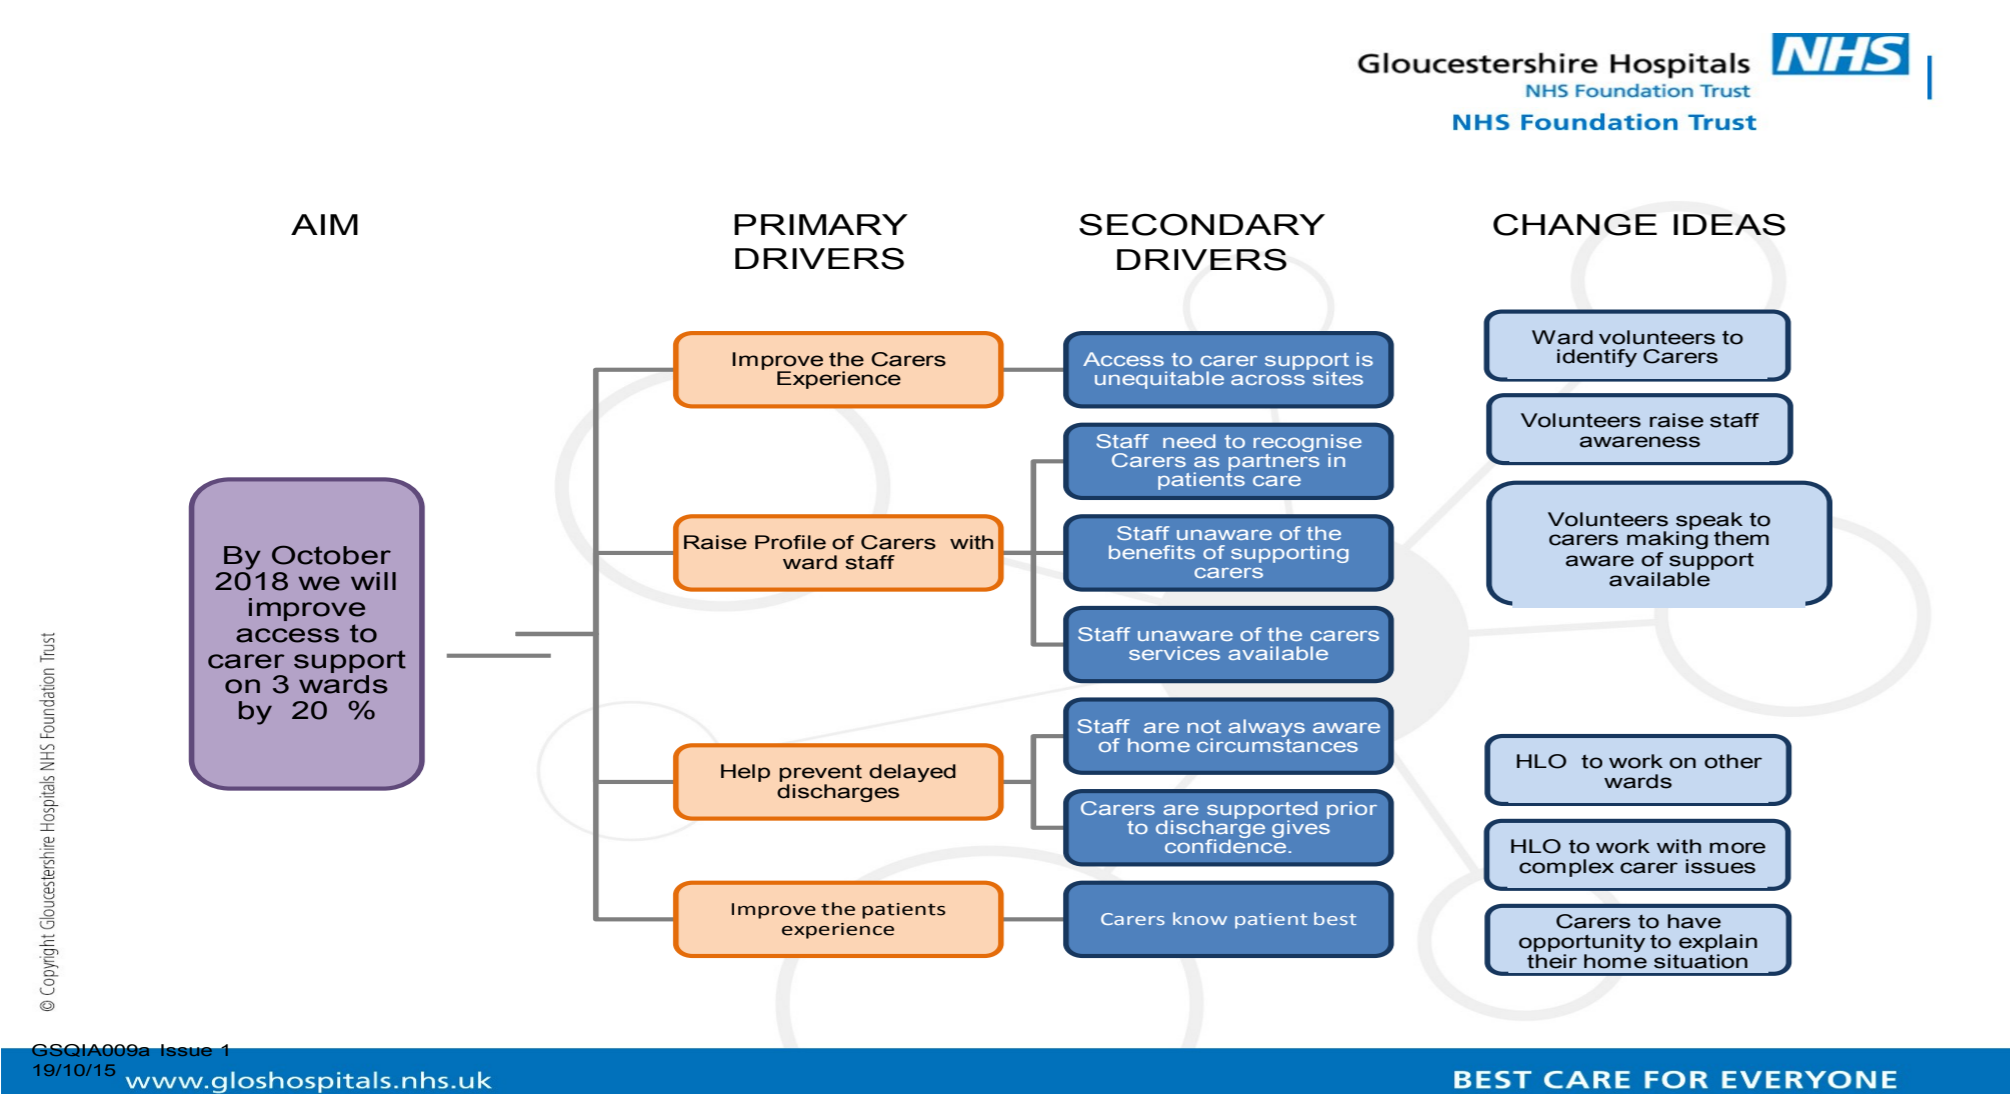 Gloucestershire Hospitals NHS
NHS Foundation Trust
NHS Foundation Trust
AIM
PRIMARY
DRIVERS
SECONDARY
DRIVERS
CHANGE IDEAS
By October
2018 we will
improve
access to
carer support
on 3 wards
by 20 %
Improve the Carers
Experience
Raise Profile of Carers with
ward staff
Help prevent delayed
discharges
Improve the patients
experience
Access to carer support is
unequitable across sites
Staff need to recognise
Carers as partners in
patients care
Staff unaware of the
benefits of supporting
carers
Staff unaware of the carers
services available
Staff are not always aware
of home circumstances
Carers are supported prior
to discharge gives
confidence.
Carers know patient best
Ward volunteers to
identify Carers
Volunteers raise staff
awareness
Volunteers speak to
carers making them
aware of support
available
HLO to work on other
wards
HLO to work with more
complex carer issues
Carers to have
opportunity to explain
their home situation
© Copyright Gloucestershire Hospitals NHS Foundation Trust
GSQIA009a Issue 1
19/10/15
www.gloshospitals.nhs.uk
BEST CARE FOR EVERYONE